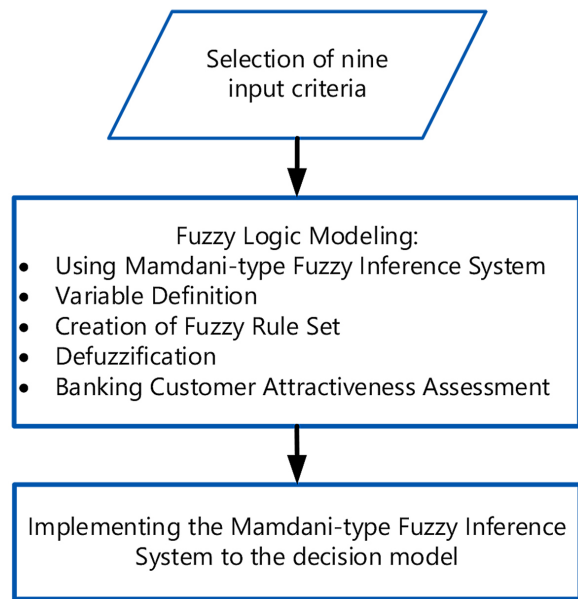 Selection of nine
input criteria
Fuzzy Logic Modeling:
• Using Mamdani-type Fuzzy Inference System
• Variable Definition
• Creation of Fuzzy Rule Set
• Defuzzification
• Banking Customer Attractiveness Assessment
Implementing the Mamdani-type Fuzzy Inference
System to the decision model